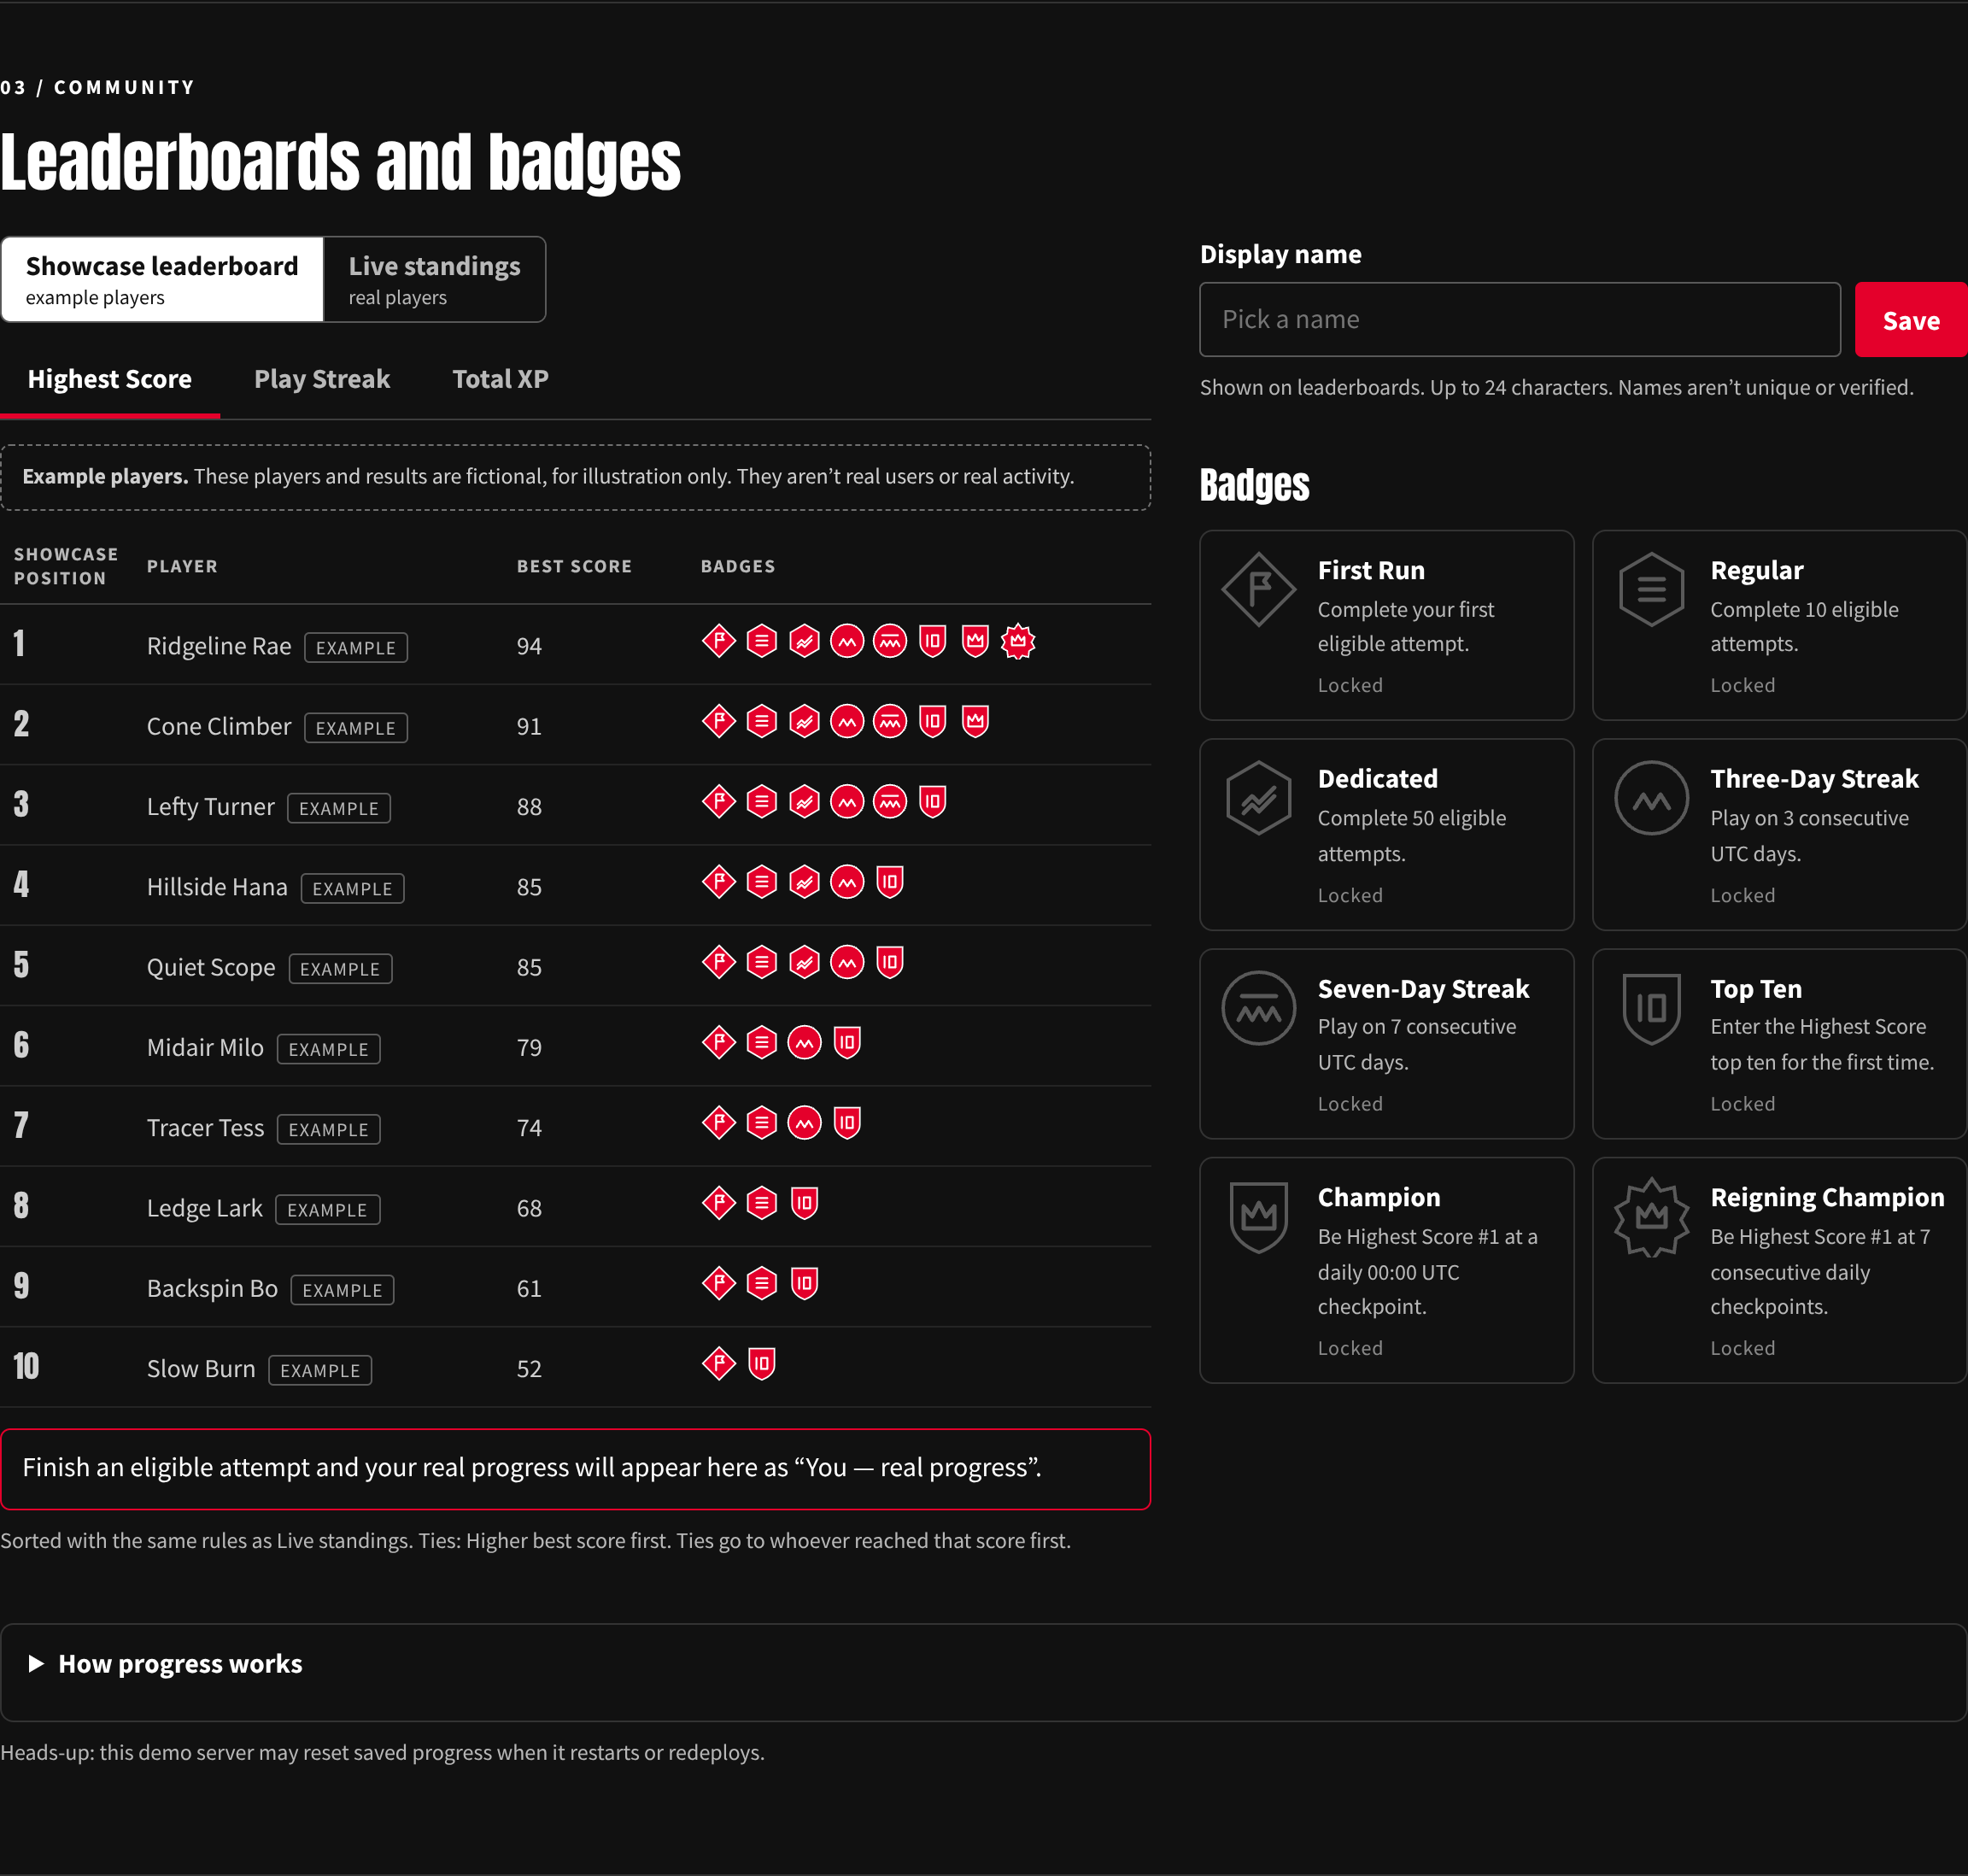 03 / COMMUNITY
Leaderboards and badges
Showcase leaderboard
example players
Live standings
real players
Highest Score
Play Streak
Total XP
Example players. These players and results are fictional, for illustration only. They aren’t real users or real activity.
SHOWCASE POSITION PLAYER BEST SCORE BADGES
1 Ridgeline Rae EXAMPLE 94
2 Cone Climber EXAMPLE 91
3 Lefty Turner EXAMPLE 88
4 Hillside Hana EXAMPLE 85
5 Quiet Scope EXAMPLE 85
6 Midair Milo EXAMPLE 79
7 Tracer Tess EXAMPLE 74
8 Ledge Lark EXAMPLE 68
9 Backspin Bo EXAMPLE 61
10 Slow Burn EXAMPLE 52
Finish an eligible attempt and your real progress will appear here as “You — real progress”.
Sorted with the same rules as Live standings. Ties: Higher best score first. Ties go to whoever reached that score first.
Display name
Pick a name
Save
Shown on leaderboards. Up to 24 characters. Names aren’t unique or verified.
Badges
First Run
Complete your first
eligible attempt.
Locked
Regular
Complete 10 eligible
attempts.
Locked
Dedicated
Complete 50 eligible
attempts.
Locked
Three-Day Streak
Play on 3 consecutive
UTC days.
Locked
Seven-Day Streak
Play on 7 consecutive
UTC days.
Locked
10
Top Ten
Enter the Highest Score
top ten for the first time.
Locked
Champion
Be Highest Score #1 at a
daily 00:00 UTC
checkpoint.
Locked
Reigning Champion
Be Highest Score #1 at 7
consecutive daily
checkpoints.
Locked
How progress works
Heads-up: this demo server may reset saved progress when it restarts or redeploys.